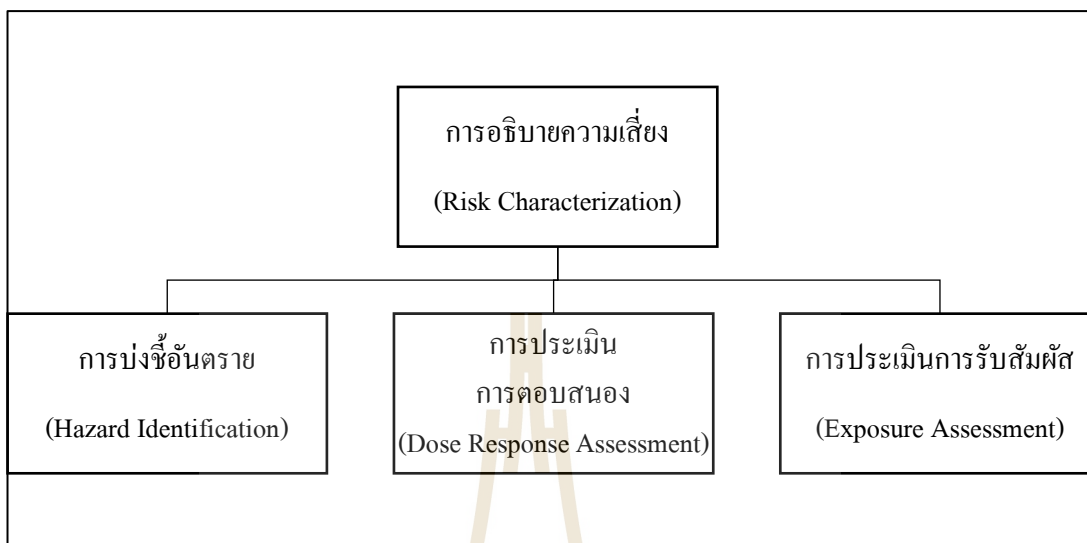 การอธิบายความเสี่ยง
(Risk Characterization)
การบ่งชี้อันตราย
(Hazard Identification)
การประเมิน
การตอบสนอง
(Dose Response Assessment)
การประเมินการรับสัมผัส
(Exposure Assessment)